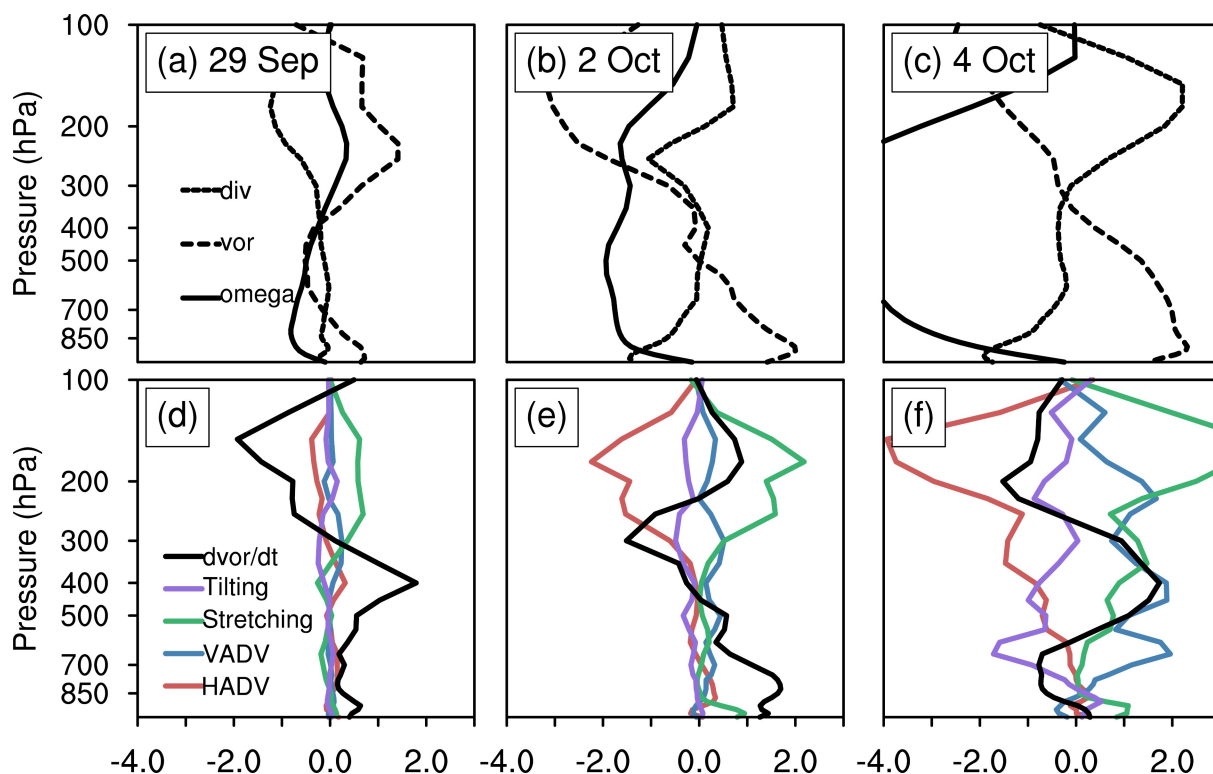 100
200
300
400
500
700
850
Pressure (hPa)
(a) 29 Sep
div
vor
omega
(b) 2 Oct
(c) 4 Oct
100
200
300
400
500
700
850
Pressure (hPa)
(d)
dvor/dt
Tilting
Stretching
VADV
HADV
(e)
(f)
-4.0 -2.0 0.0 2.0 -4.0 -2.0 0.0 2.0 -4.0 -2.0 0.0 2.0